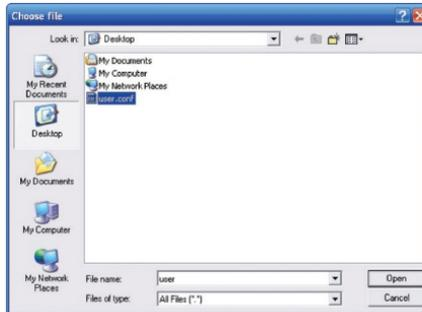 Choose file
Look in:
Desktop
My Recent
Documents
Desktop
My Documents
My Computer
My Network
Places
My Documents
My Computer
My Network Places
user.conf
File name:
user
Open
Files of type:
All Files (*.*)
Cancel